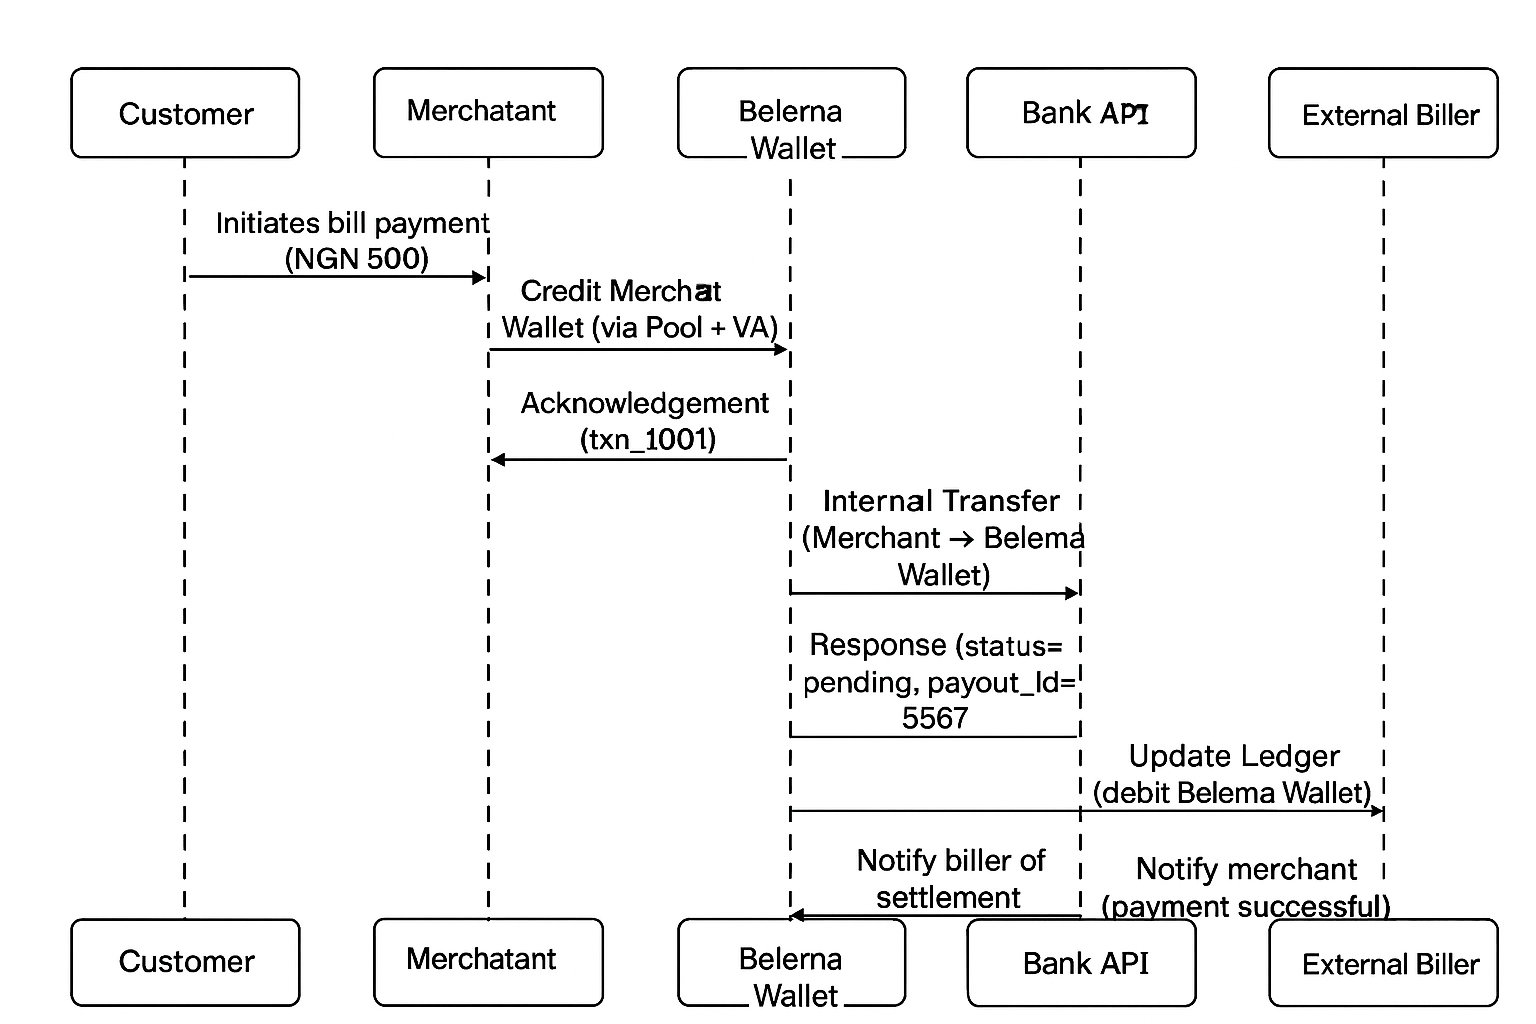 Customer
Merchatant
Belerna
Wallet
Bank API
External Biller
Initiates bill payment
(NGN 500)
Credit Merchat
Wallet (via Pool + VA)
Acknowledgement
(txn_1001)
Internal Transfer
(Merchant → Belema
Wallet)
Response (status=
pending, payout_Id=
5567
Update Ledger
(debit Belema Wallet)
Notify biller of
settlement
Notify merchant
(payment successful)
Customer
Merchatant
Belerna
Wallet
Bank API
External Biller